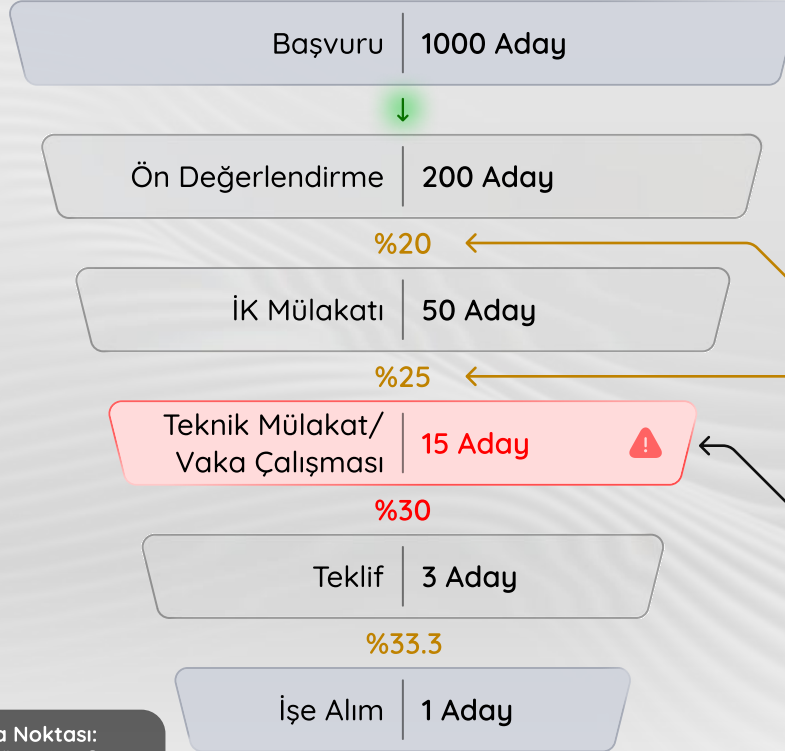 Başvuru 1000 Aday
↓
Ön Değerlendirme 200 Aday
%20
İK Mülakatı 50 Aday
%25
Teknik Mülakat/
Vaka Çalışması 15 Aday
%30
Teklif 3 Aday
%33.3
İşe Alım 1 Aday
Noktası: